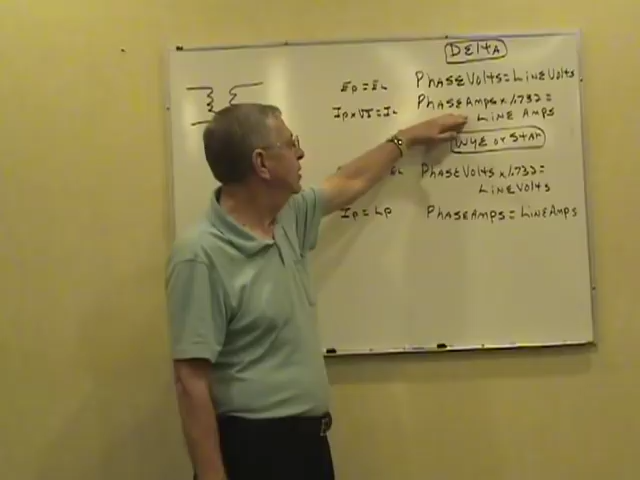 DELTA
EP = EL PHASE VOLTS = LINE VOLTS
IP x √3 = IL PHASE AMPS x 1.732 =
LINE AMPS
WYE OR STAR
EL PHASE VOLTS x 1.732 =
LINE VOLTS
IP = LP PHASE AMPS = LINE AMPS